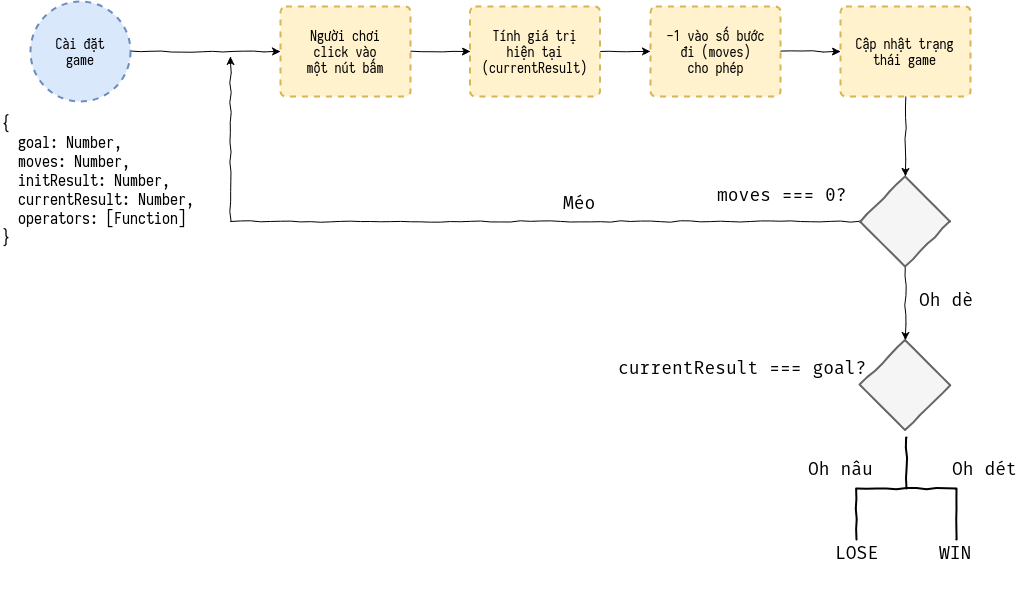 Cài đặt
game
Người chơi
click vào
một nút bấm
Tính giá trị
hiện tại
(currentResult)
-1 vào số bước
đi (moves)
cho phép
Cập nhật trạng
thái game
{
goal: Number,
moves: Number,
initResult: Number,
currentResult: Number,
operators: [Function]
}
moves === 0?
Méo
Oh dè
currentResult === goal?
Oh nâu
Oh dét
LOSE
WIN